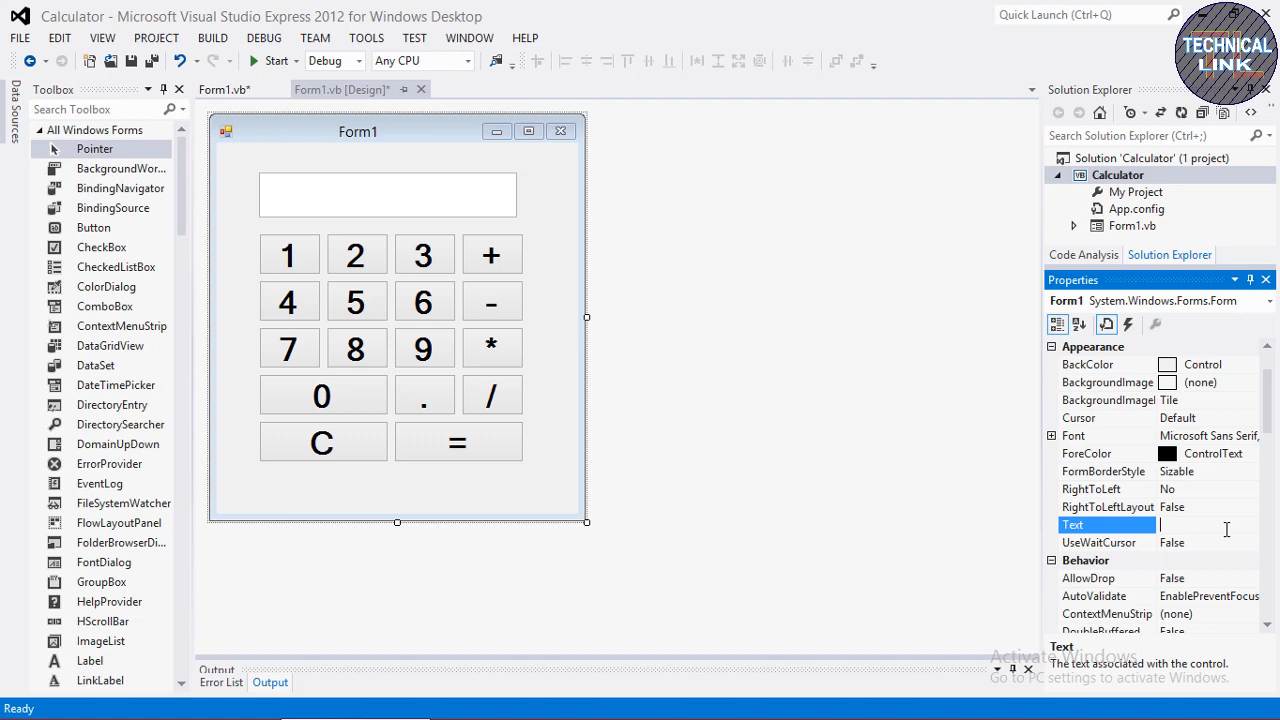 Calculator - Microsoft Visual Studio Express 2012 for Windows Desktop
Quick Launch (Ctrl+Q)
TECHNICAL
LINK
FILE EDIT VIEW PROJECT BUILD DEBUG TEAM TOOLS TEST WINDOW HELP
Start Debug Any CPU
Data Sources
Toolbox
Form1.vb* Form1.vb [Design]*
Search Toolbox
All Windows Forms
Pointer
BackgroundWor...
BindingNavigator
BindingSource
Button
CheckBox
CheckedListBox
ColorDialog
ComboBox
ContextMenuStrip
DataGridView
DataSet
DateTimePicker
DirectoryEntry
DirectorySearcher
DomainUpDown
ErrorProvider
EventLog
FileSystemWatcher
FlowLayoutPanel
FolderBrowserDi...
FontDialog
GroupBox
HelpProvider
HScrollBar
ImageList
Label
LinkLabel
Form1
1 2 3 +
4 5 6 -
7 8 9 *
0 . /
C =
Output
Error List Output
Solution Explorer
Search Solution Explorer (Ctrl+;)
Solution 'Calculator' (1 project)
Calculator
My Project
App.config
Form1.vb
Code Analysis Solution Explorer
Properties
Form1 System.Windows.Forms.Form
Appearance
BackColor Control
BackgroundImage (none)
BackgroundImagel Tile
Cursor Default
Font Microsoft Sans Serif,
ForeColor ControlText
FormBorderStyle Sizable
RightToLeft No
RightToLeftLayout False
Text
UseWaitCursor False
Behavior
AllowDrop False
AutoValidate EnablePreventFocus
ContextMenuStrip (none)
DoubleBuffered False
Text
The text associated with the control.
Activate Windows
Go to PC settings to activate Windows.
Ready